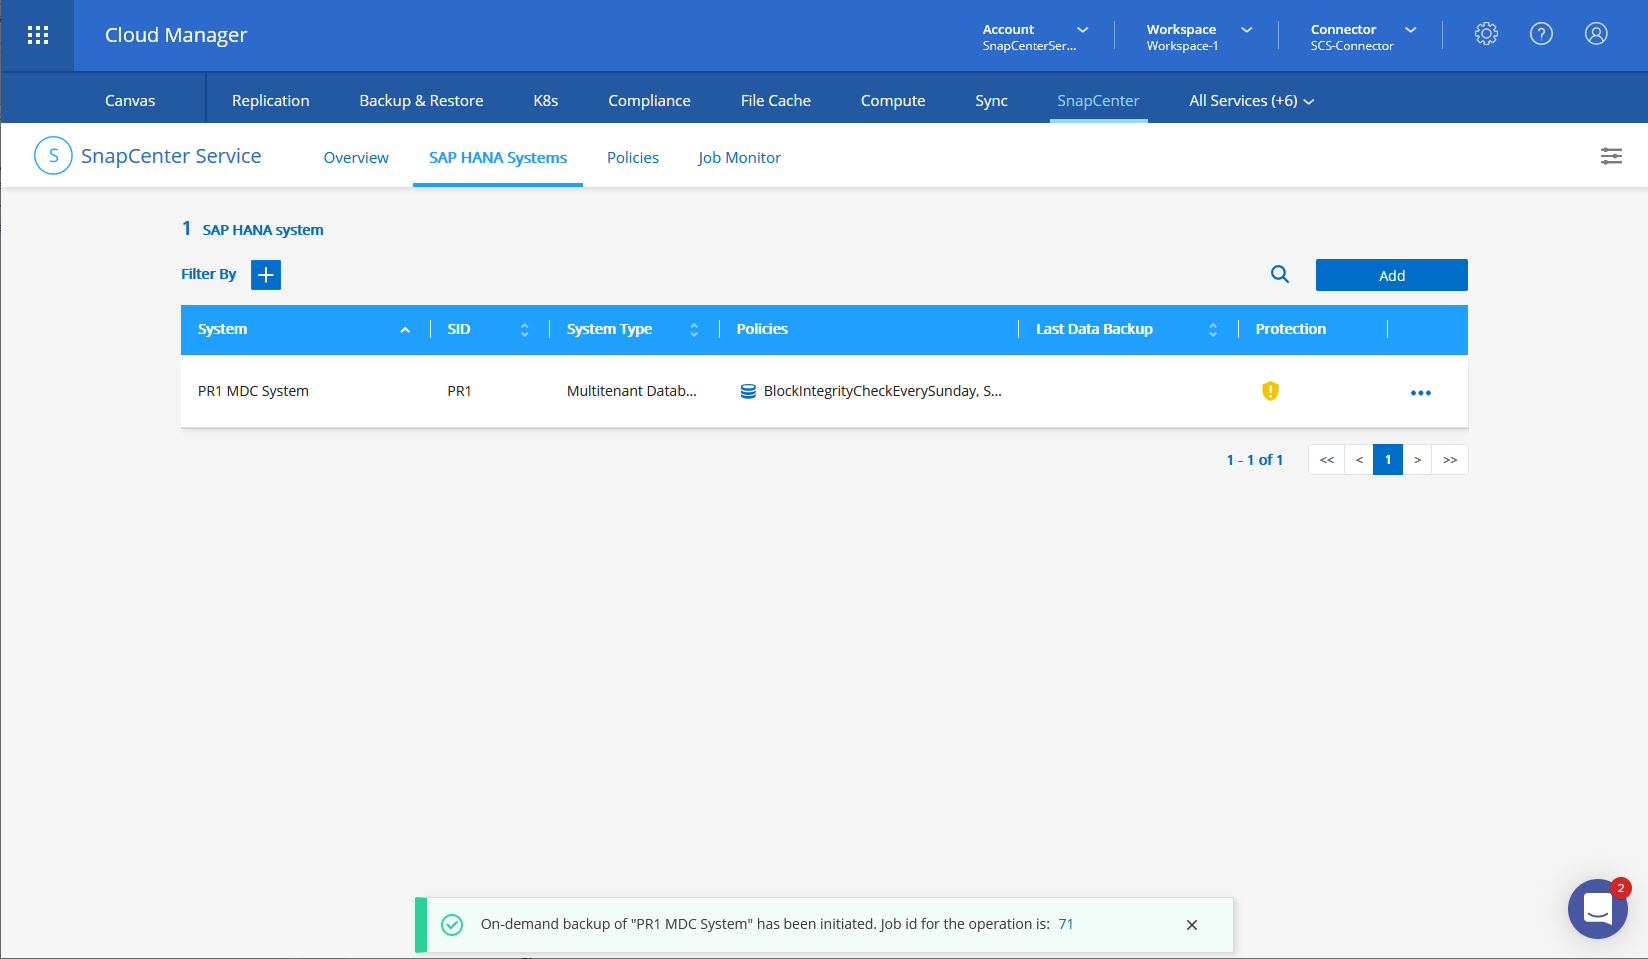 Cloud Manager
Account
SnapCenterSer...
Workspace
Workspace-1
Connector
SCS-Connector
?
Canvas
Replication
Backup & Restore
K8s
Compliance
File Cache
Compute
Sync
SnapCenter
All Services (+6)
S
SnapCenter Service
Overview
SAP HANA Systems
Policies
Job Monitor
1 SAP HANA system
Filter By
+
Add
System
SID
System Type
Policies
Last Data Backup
Protection
PR1 MDC System
PR1
Multitenant Datab...
BlockIntegrityCheckEverySunday, S...
1 - 1 of 1
<<
<
1
>
>>
On-demand backup of "PR1 MDC System" has been initiated. Job id for the operation is: 71
2